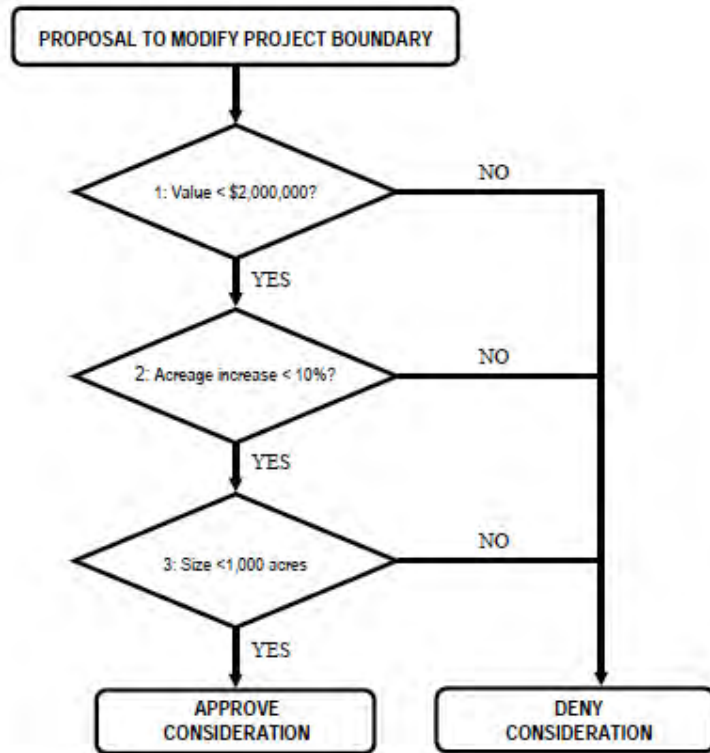 PROPOSAL TO MODIFY PROJECT BOUNDARY
1: Value < $2,000,000?
NO
YES
2: Acreage increase < 10%?
NO
YES
3: Size <1,000 acres
NO
YES
APPROVE
CONSIDERATION
DENY
CONSIDERATION